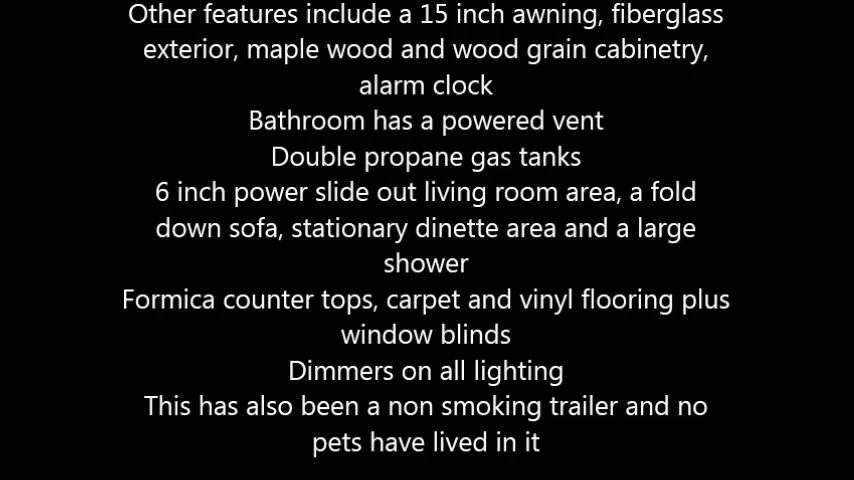 Other features include a 15 inch awning, fiberglass
exterior, maple wood and wood grain cabinetry,
alarm clock
Bathroom has a powered vent
Double propane gas tanks
6 inch power slide out living room area, a fold
down sofa, stationary dinette area and a large
shower
Formica counter tops, carpet and vinyl flooring plus
window blinds
Dimmers on all lighting
This has also been a non smoking trailer and no
pets have lived in it